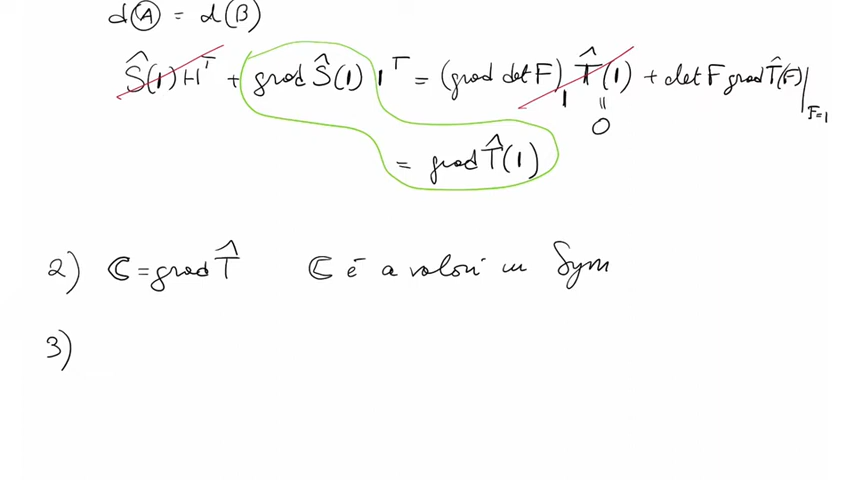 d(A) = d(B)
Ŝ(1)H^T + grad Ŝ(1) 1^T = (grad det F)|_1 T̂(1) + det F grad T̂(F)|_{F=1}
=
0
= grad T̂(1)
2) ℂ = grad T̂ ℂ è a valori in Sym
3)